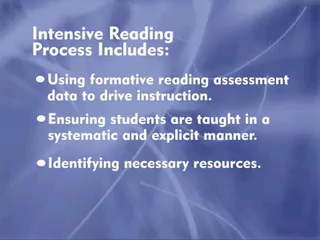 Intensive Reading
Process Includes:
• Using formative reading assessment
data to drive instruction.
• Ensuring students are taught in a
systematic and explicit manner.
• Identifying necessary resources.